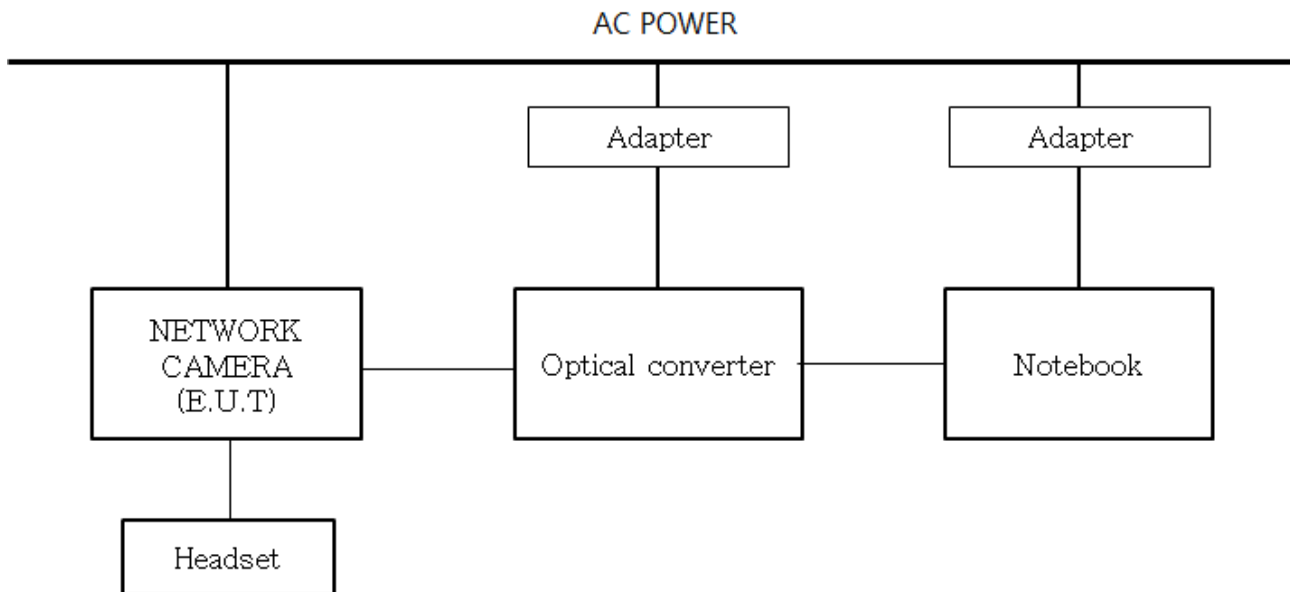 AC POWER
Adapter
Adapter
NETWORK
CAMERA
(E.U.T)
Optical converter
Notebook
Headset